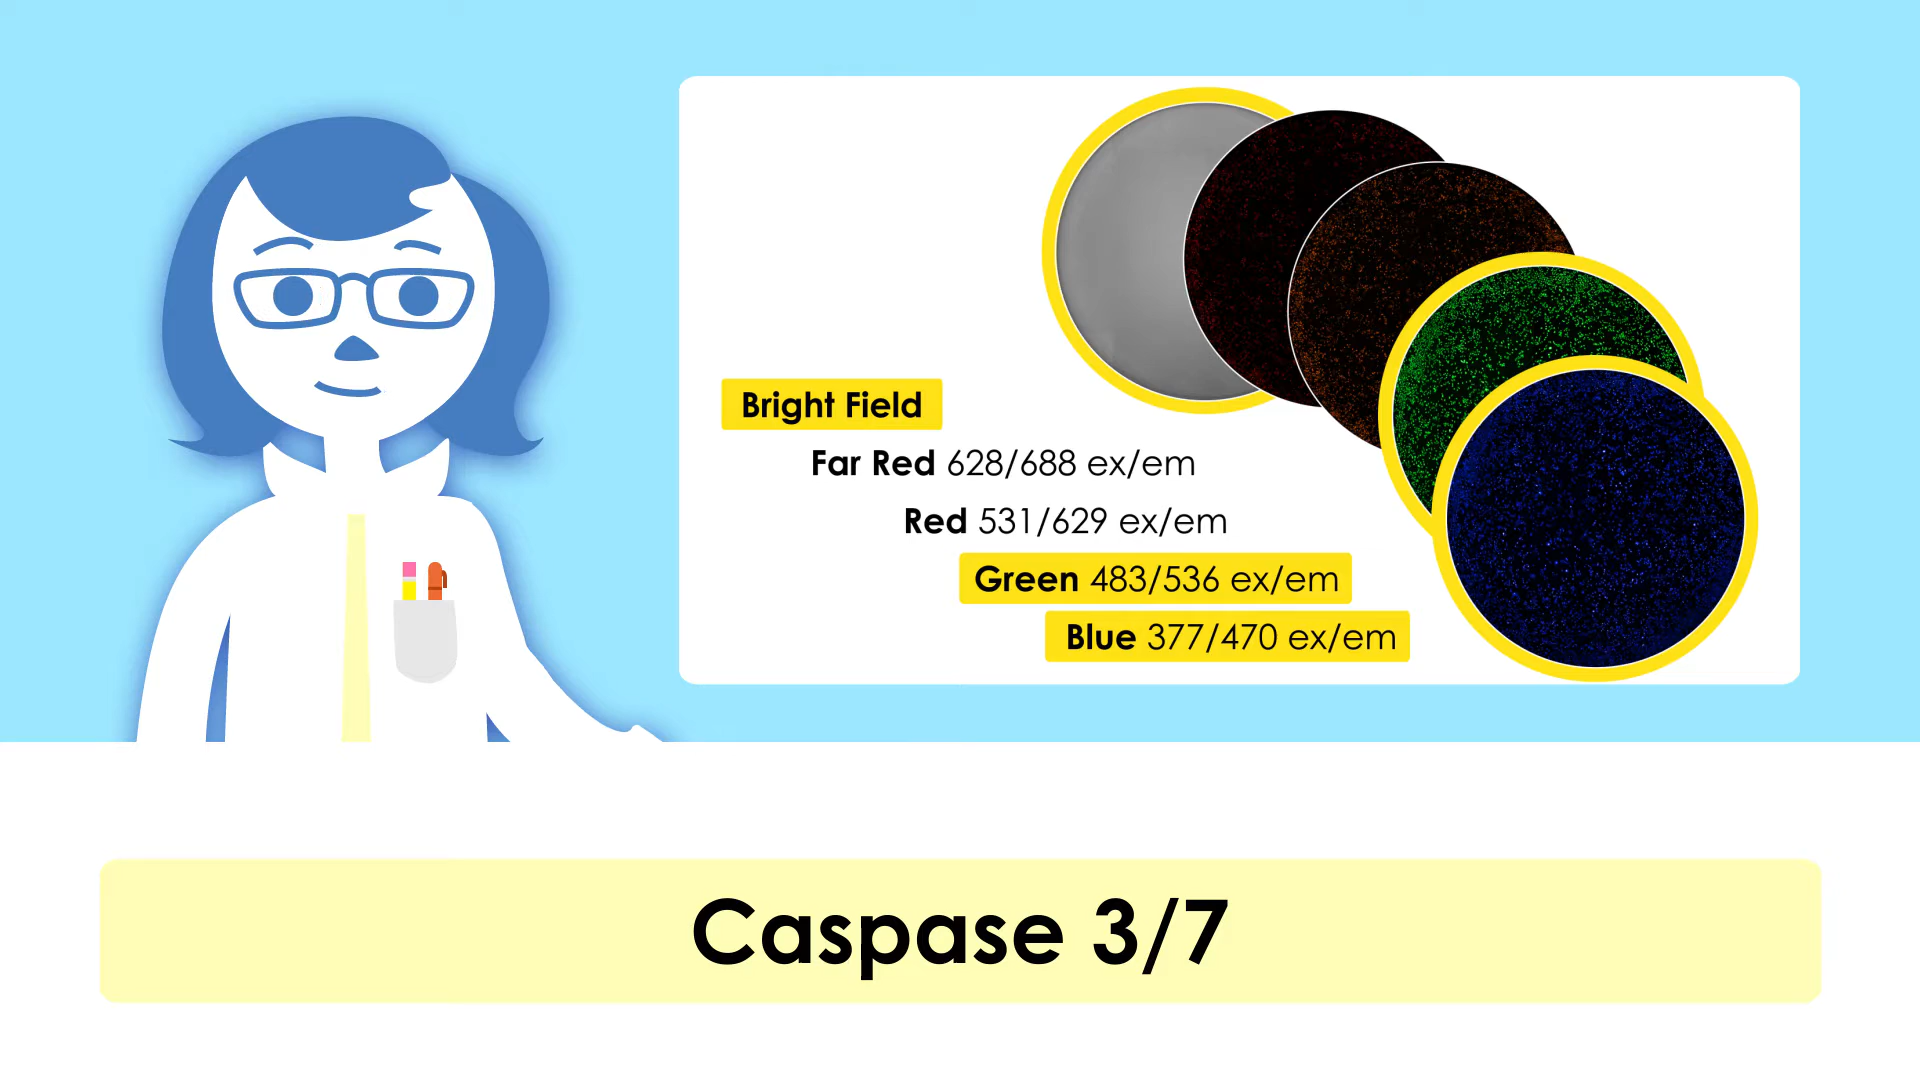 Bright Field
Far Red 628/688 ex/em
Red 531/629 ex/em
Green 483/536 ex/em
Blue 377/470 ex/em
Caspase 3/7